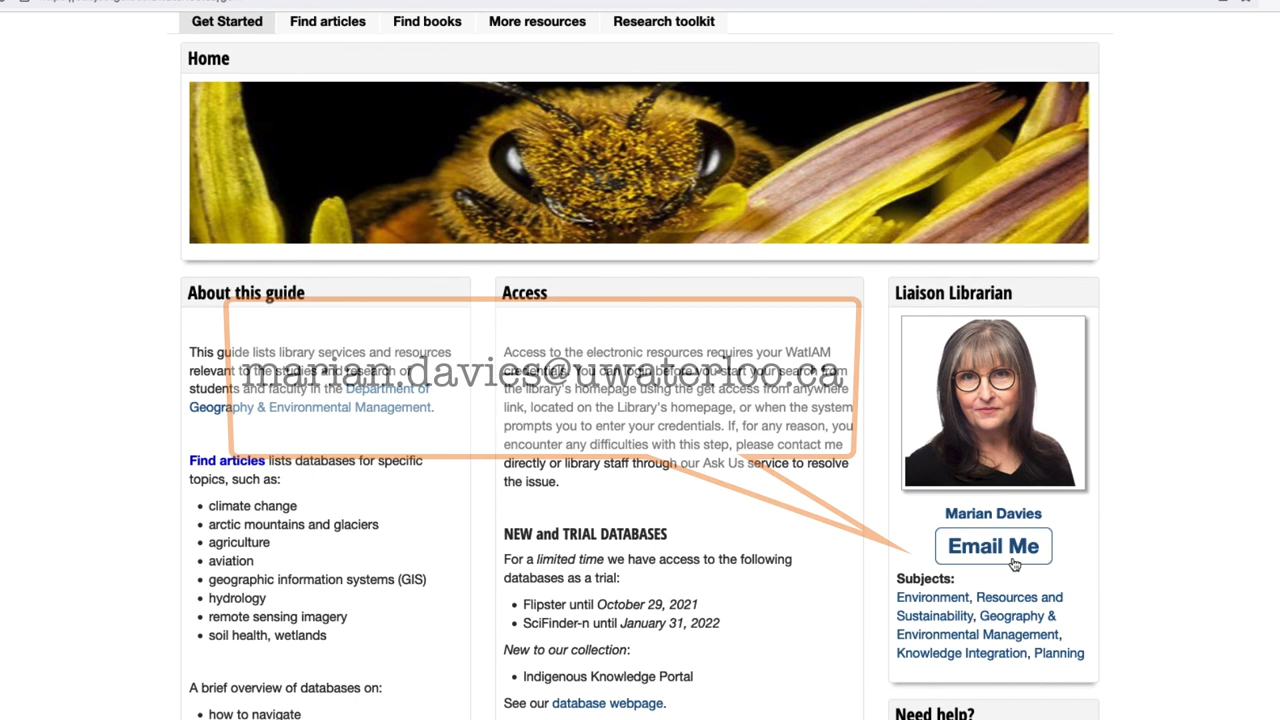 Get Started Find articles Find books More resources Research toolkit
Home
About this guide
This guide lists library services and resources
relevant to the studies and research of
students and faculty in the Department of
Geography & Environmental Management.
Find articles lists databases for specific
topics, such as:
• climate change
• arctic mountains and glaciers
• agriculture
• aviation
• geographic information systems (GIS)
• hydrology
• remote sensing imagery
• soil health, wetlands
A brief overview of databases on:
• how to navigate
marian.davies@uwaterloo.ca
Access
Access to the electronic resources requires your WatIAM
credentials. You can login before you start your search from
the library's homepage using the get access from anywhere
link, located on the Library's homepage, or when the system
prompts you to enter your credentials. If, for any reason, you
encounter any difficulties with this step, please contact me
directly or library staff through our Ask Us service to resolve
the issue.
NEW and TRIAL DATABASES
For a limited time we have access to the following
databases as a trial:
• Flipster until October 29, 2021
• SciFinder-n until January 31, 2022
New to our collection:
• Indigenous Knowledge Portal
See our database webpage.
Liaison Librarian
Marian Davies
Email Me
Subjects:
Environment, Resources and
Sustainability, Geography &
Environmental Management,
Knowledge Integration, Planning
Need help?